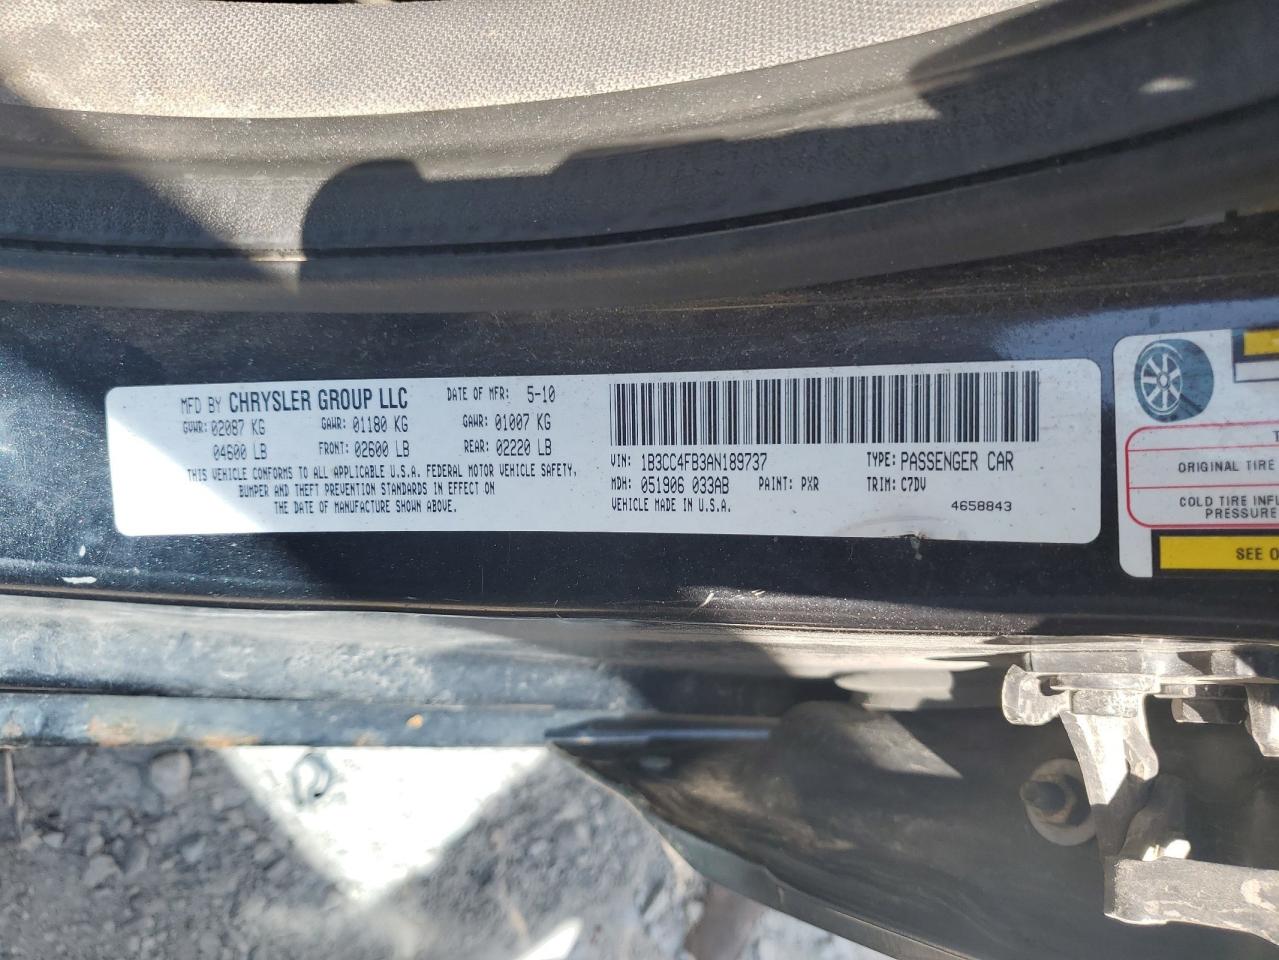 MFD BY CHRYSLER GROUP LLC DATE OF MFR: 5-10
GVWR: 02087 KG GAWR: 01180 KG GAWR: 01007 KG
04600 LB FRONT: 02600 LB REAR: 02220 LB
THIS VEHICLE CONFORMS TO ALL APPLICABLE U.S.A. FEDERAL MOTOR VEHICLE SAFETY,
BUMPER AND THEFT PREVENTION STANDARDS IN EFFECT ON
THE DATE OF MANUFACTURE SHOWN ABOVE.
VIN: 1B3CC4FB3AN189737 TYPE: PASSENGER CAR
MDH: 051906 033AB PAINT: PXR TRIM: C7DV
VEHICLE MADE IN U.S.A. 4658843
ORIGINAL TIRE
COLD TIRE INFL
PRESSURE
SEE O